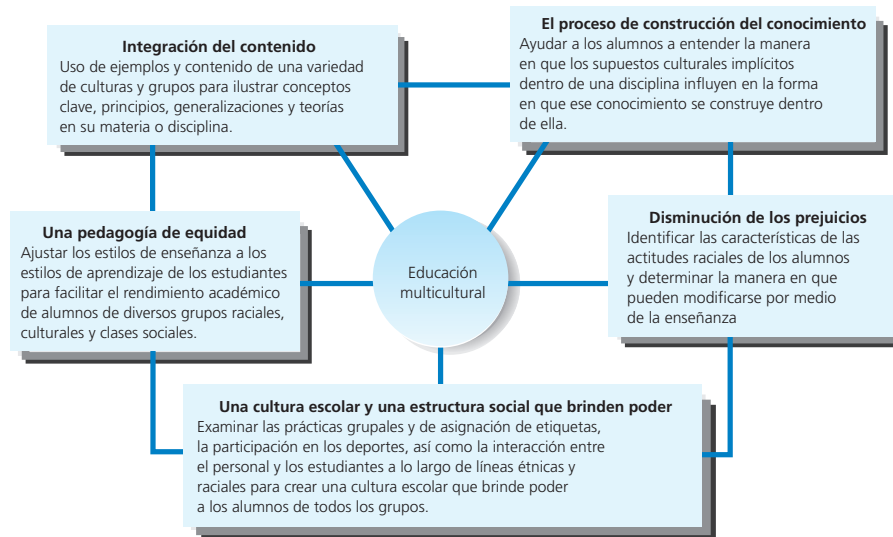 Integración del contenido
Uso de ejemplos y contenido de una variedad
de culturas y grupos para ilustrar conceptos
clave, principios, generalizaciones y teorías
en su materia o disciplina.
El proceso de construcción del conocimiento
Ayudar a los alumnos a entender la manera
en que los supuestos culturales implícitos
dentro de una disciplina influyen en la forma
en que ese conocimiento se construye dentro
de ella.
Una pedagogía de equidad
Ajustar los estilos de enseñanza a los
estilos de aprendizaje de los estudiantes
para facilitar el rendimiento académico
de alumnos de diversos grupos raciales,
culturales y clases sociales.
Educación
multicultural
Disminución de los prejuicios
Identificar las características de las
actitudes raciales de los alumnos
y determinar la manera en que
pueden modificarse por medio
de la enseñanza
Una cultura escolar y una estructura social que brinden poder
Examinar las prácticas grupales y de asignación de etiquetas,
la participación en los deportes, así como la interacción entre
el personal y los estudiantes a lo largo de líneas étnicas y
raciales para crear una cultura escolar que brinde poder
a los alumnos de todos los grupos.